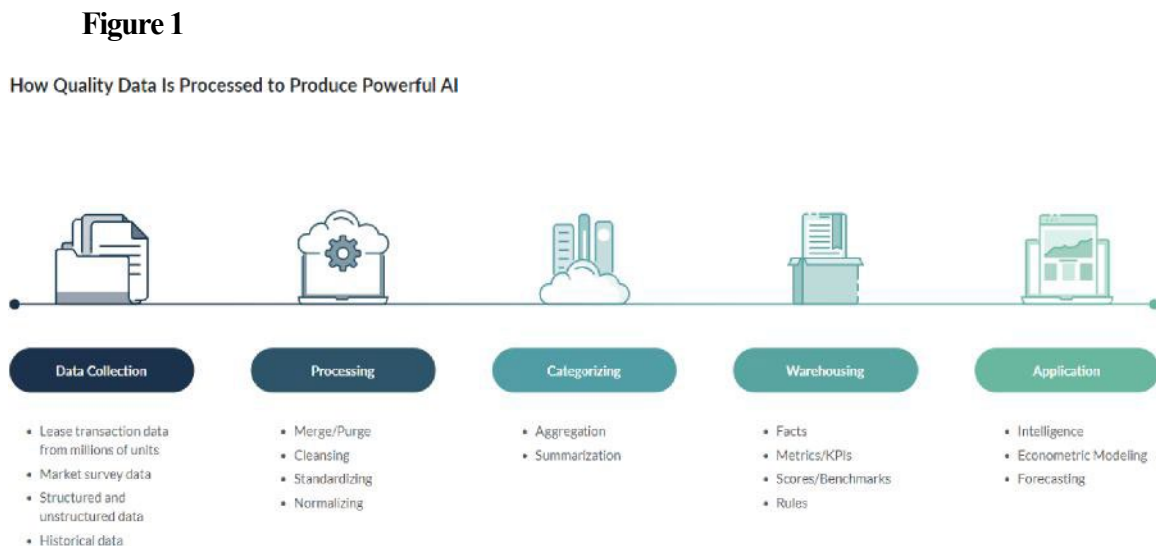 Figure 1
How Quality Data Is Processed to Produce Powerful AI
Data Collection
Processing
Categorizing
Warehousing
Application
• Lease transaction data
from millions of units
• Market survey data
• Structured and
unstructured data
• Historical data
• Merge/Purge
• Cleansing
• Standardizing
• Normalizing
• Aggregation
• Summarization
• Facts
• Metrics/KPIs
• Scores/Benchmarks
• Rules
• Intelligence
• Econometric Modeling
• Forecasting